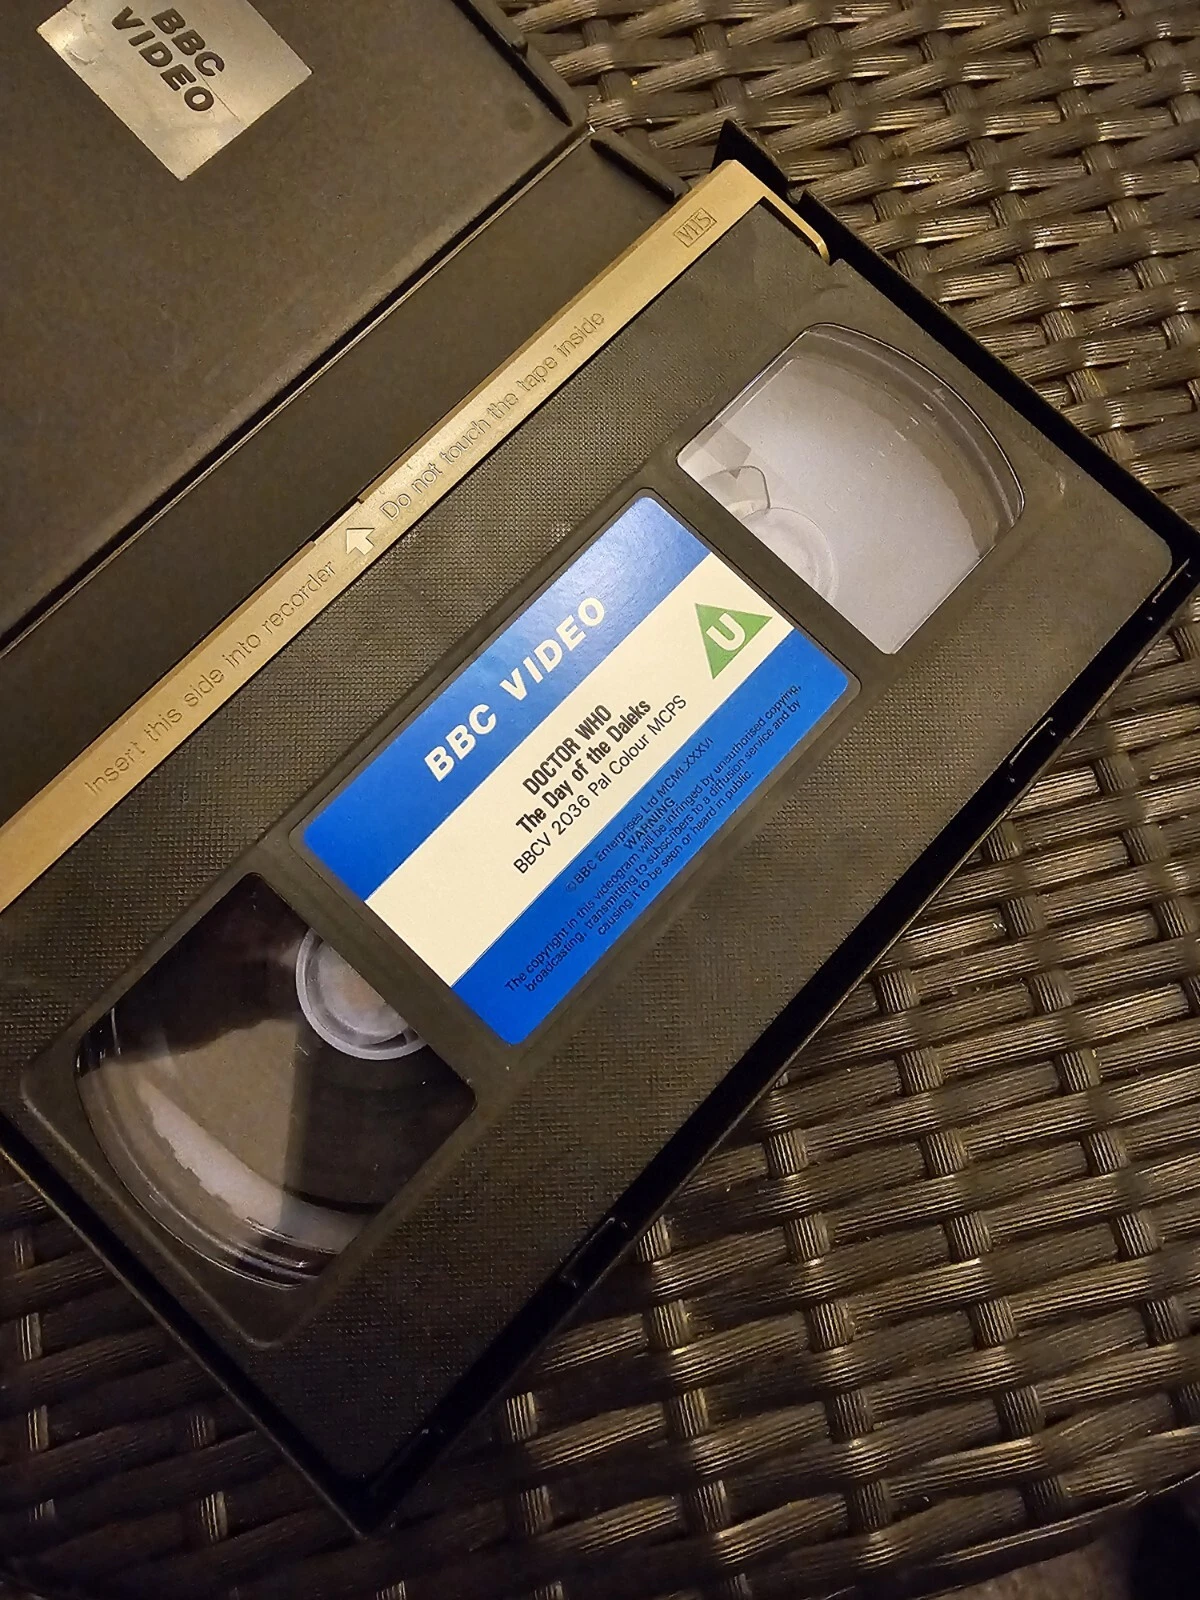 BBC
VIDEO
VHS
Insert this side into recorder Do not touch the tape inside
BBC VIDEO
U
DOCTOR WHO
The Day of the Daleks
BBCV 2036 Pal Colour MCPS
© BBC Enterprises Ltd MCMLXXXVI
WARNING
The copyright in this videogram will be infringed by unauthorised copying,
broadcasting, transmitting to subscribers to a diffusion service and by
causing it to be seen or heard in public.